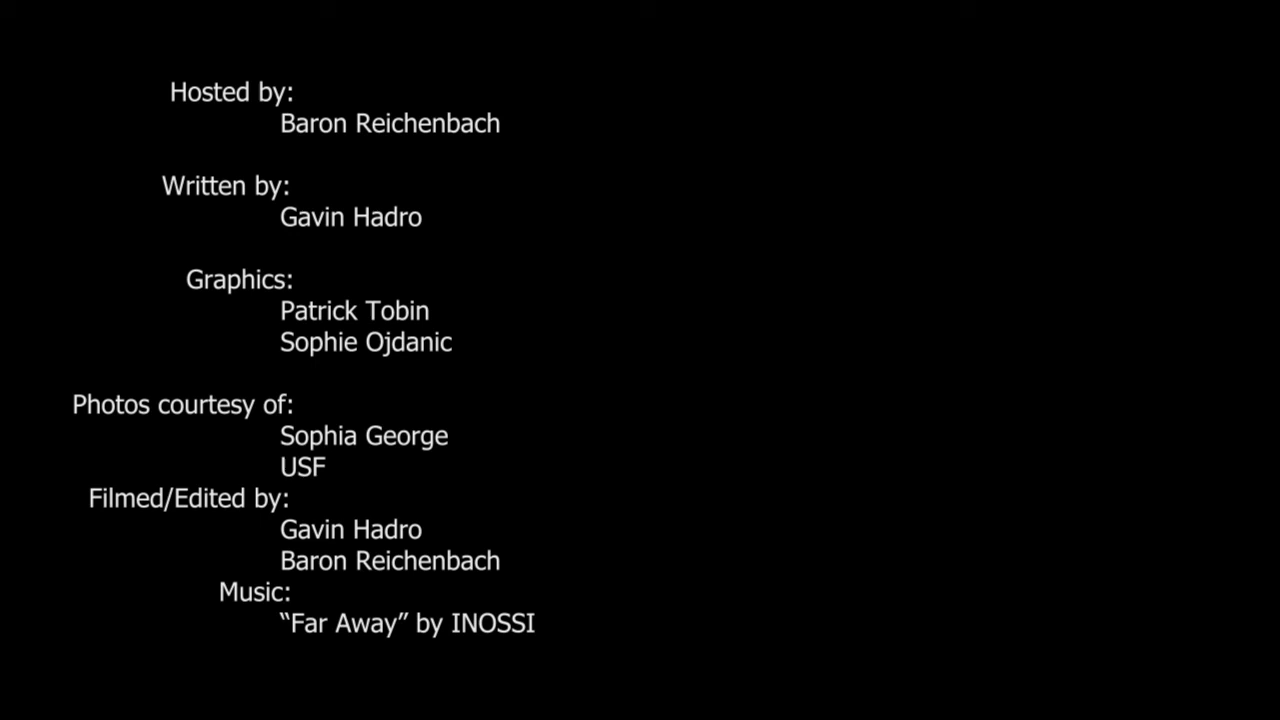 Hosted by:
Baron Reichenbach
Written by:
Gavin Hadro
Graphics:
Patrick Tobin
Sophie Ojdanic
Photos courtesy of:
Sophia George
USF
Filmed/Edited by:
Gavin Hadro
Baron Reichenbach
Music:
“Far Away” by INOSSI